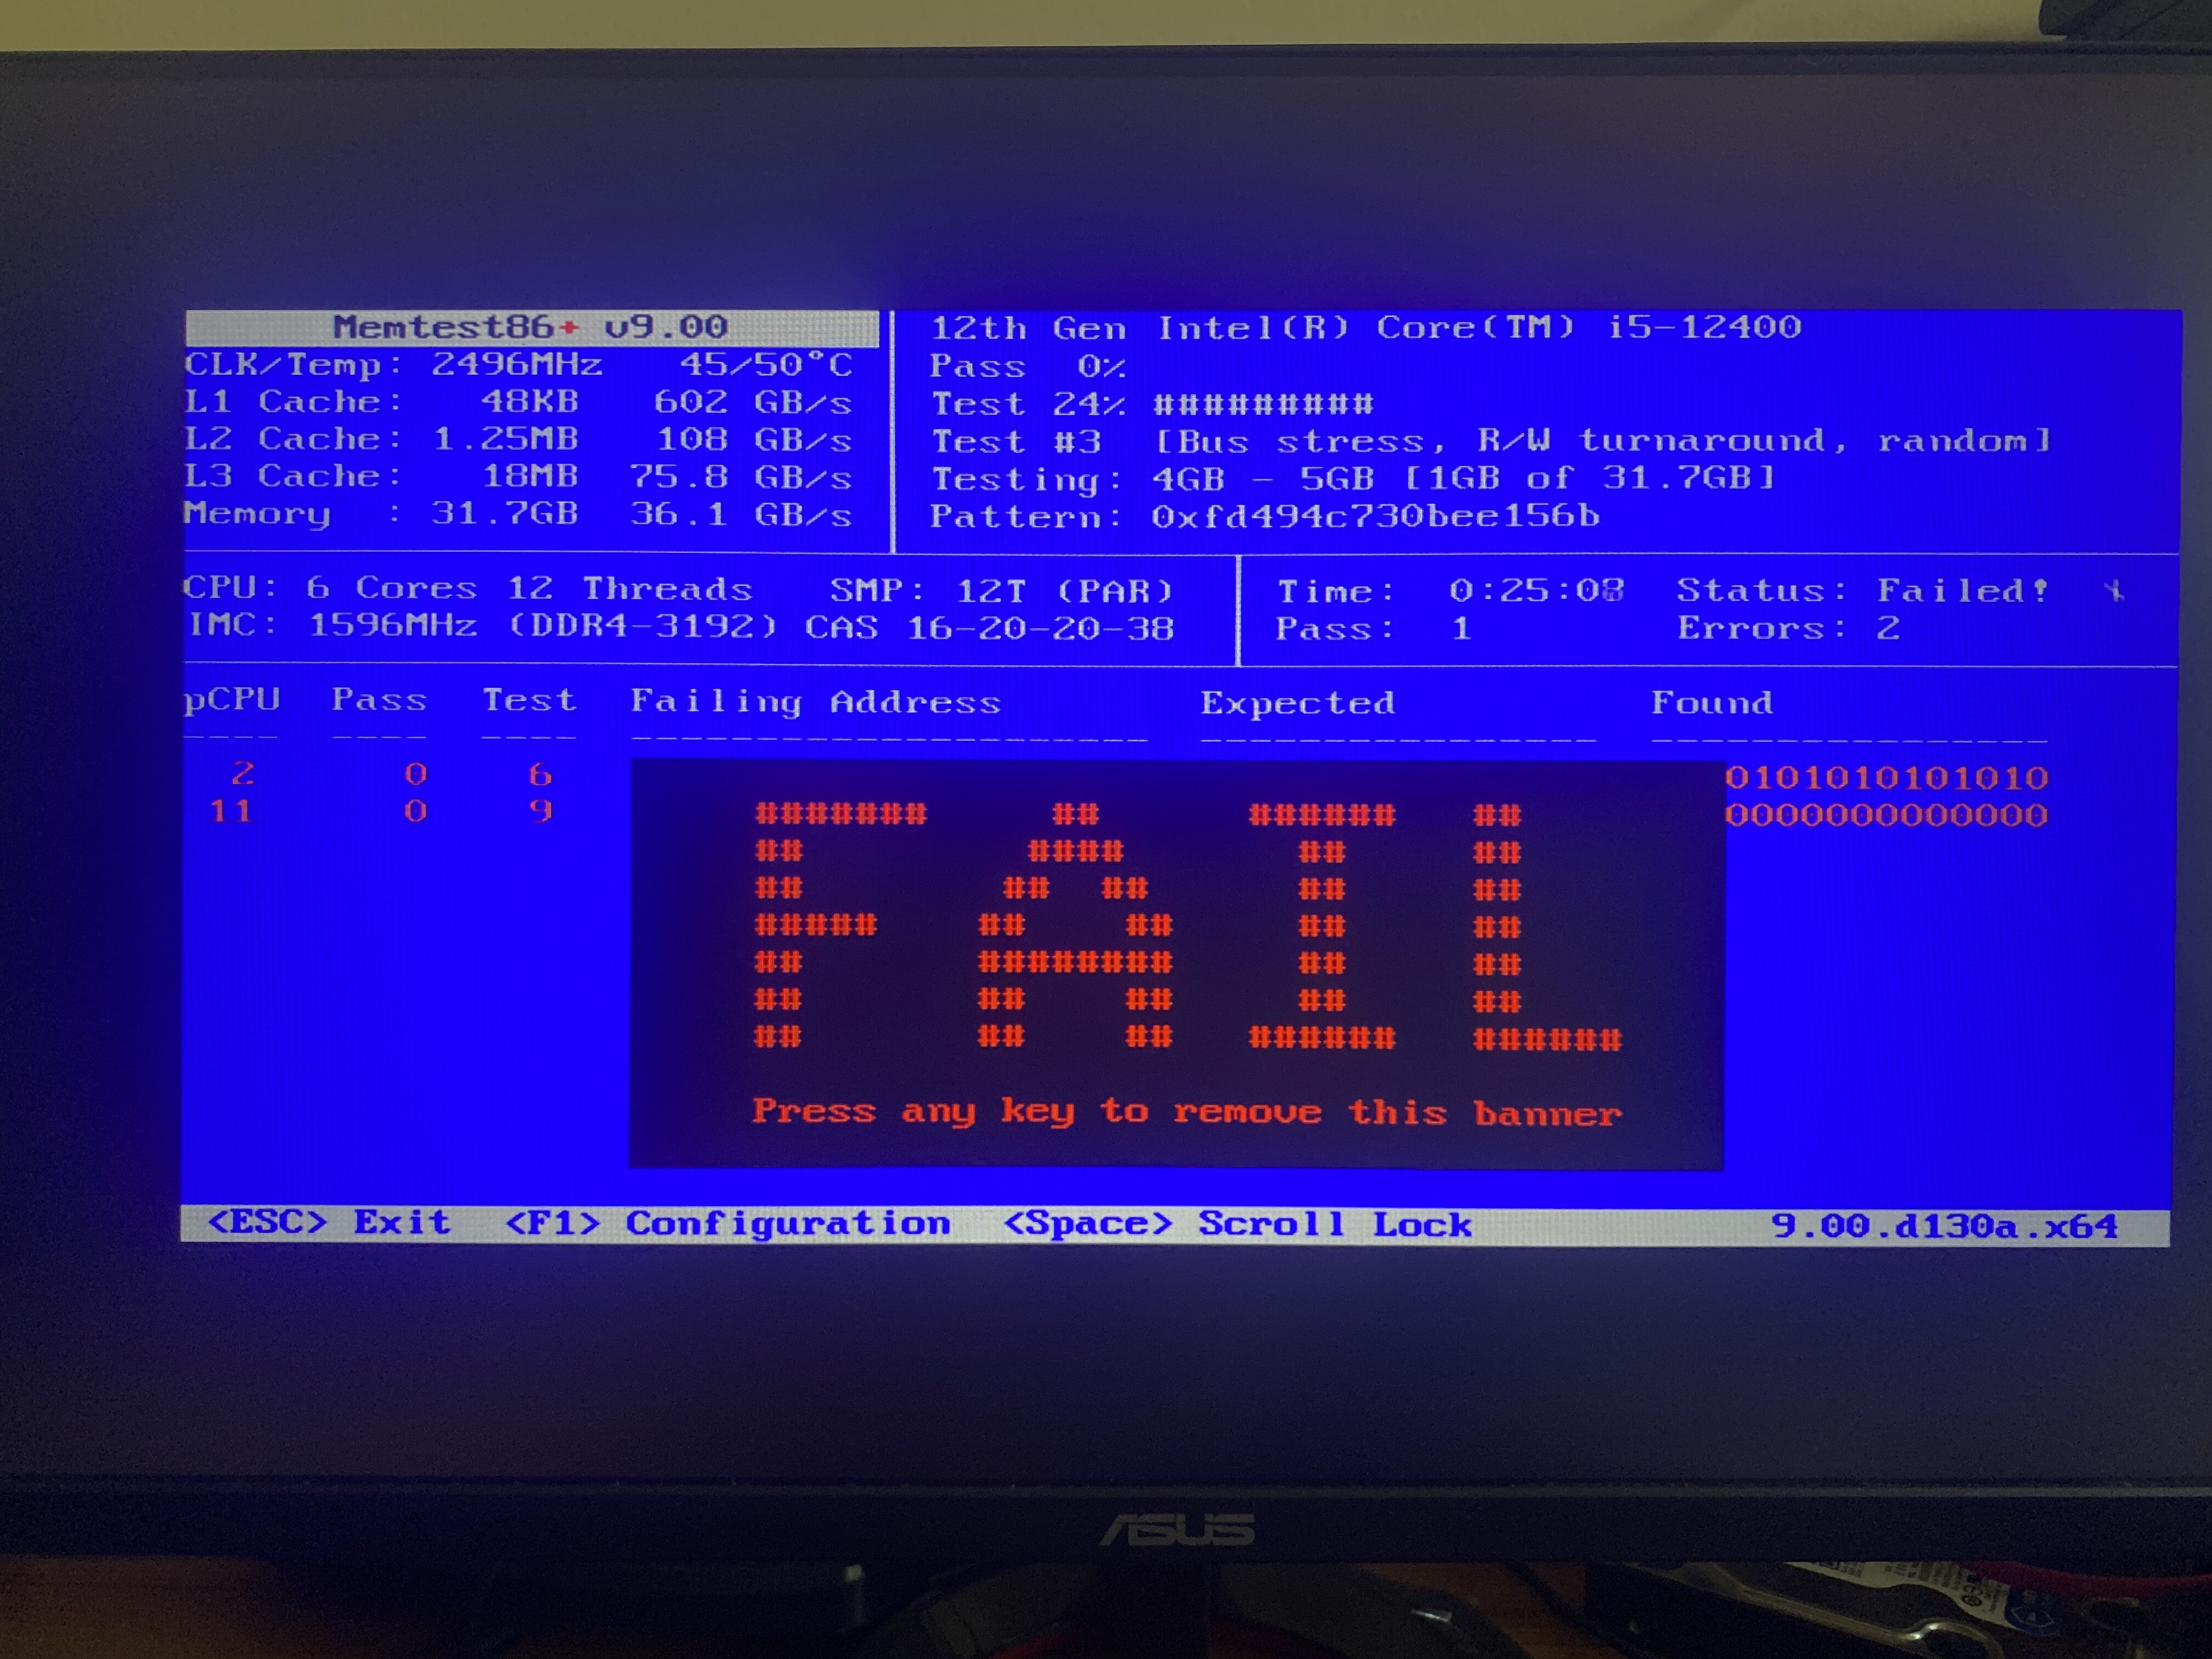 Memtest86+ v9.00
12th Gen Intel(R) Core(TM) i5-12400
CLK/Temp: 2496MHz 45/50°C
Pass 0%
L1 Cache: 48KB 602 GB/s
Test 24% #########
L2 Cache: 1.25MB 108 GB/s
Test #3 [Bus stress, R/W turnaround, random]
L3 Cache: 18MB 75.8 GB/s
Testing: 4GB - 5GB [1GB of 31.7GB]
Memory : 31.7GB 36.1 GB/s
Pattern: 0xfd494c730bee156b
CPU: 6 Cores 12 Threads SMP: 12T (PAR)
Time: 0:25:08 Status: Failed!
IMC: 1596MHz (DDR4-3192) CAS 16-20-20-38
Pass: 1 Errors: 2
pCPU Pass Test Failing Address Expected Found
2 0 6 0101010101010
11 0 9 0000000000000
FAIL
Press any key to remove this banner
<ESC> Exit <F1> Configuration <Space> Scroll Lock 9.00.d130a.x64
ASUS